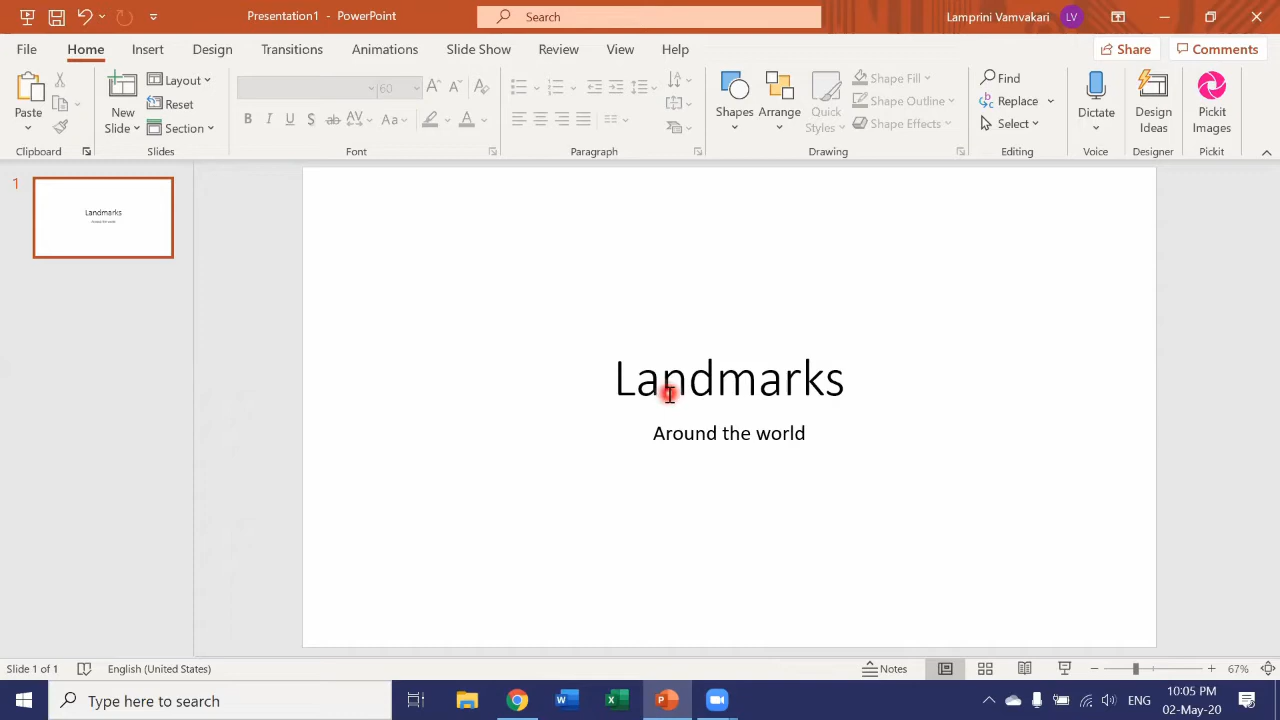 Presentation1 - PowerPoint
Search
Lamprini Vamvakari
LV
File
Home
Insert
Design
Transitions
Animations
Slide Show
Review
View
Help
Share
Comments
Paste
Clipboard
New
Slide
Layout
Reset
Section
Slides
Font
Paragraph
Shapes
Arrange
Quick
Styles
Shape Fill
Shape Outline
Shape Effects
Drawing
Find
Replace
Select
Editing
Dictate
Voice
Design
Ideas
Designer
Pickit
Images
Pickit
1
Landmarks
Around the world
Landmarks
Around the world
Slide 1 of 1
English (United States)
Notes
67%
Type here to search
ENG
10:05 PM
02-May-20